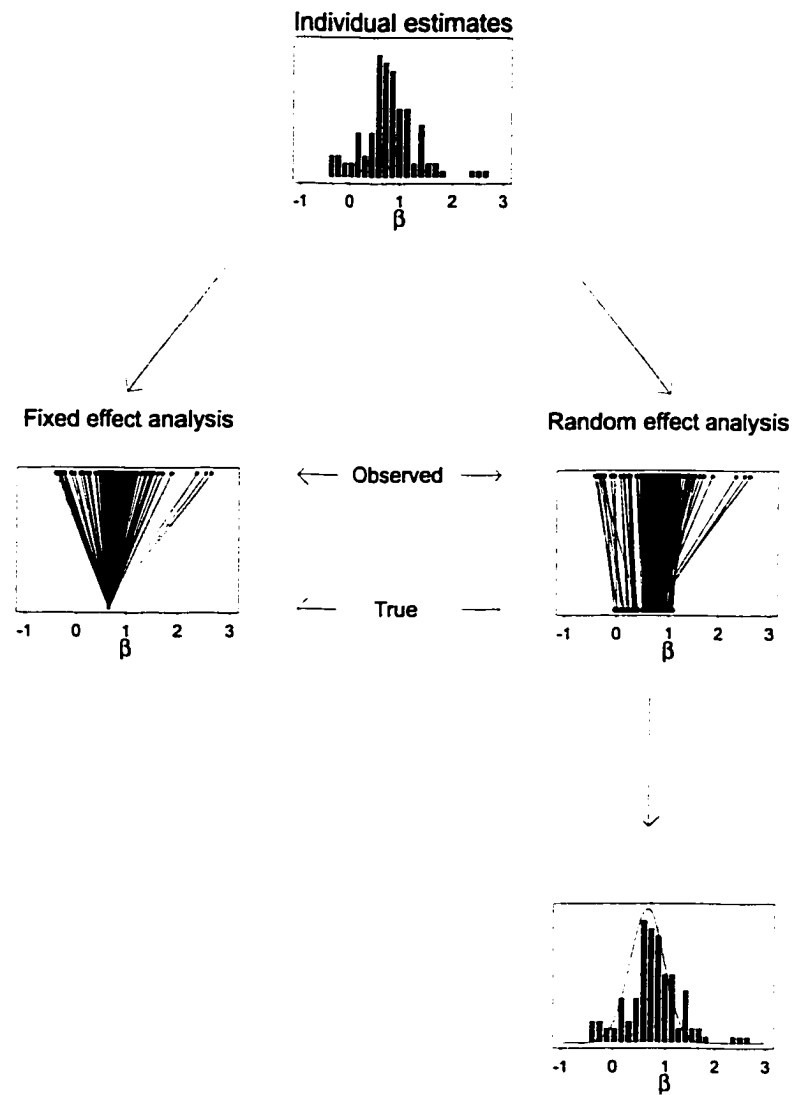 Individual estimates
-1 0 1 2 3
β
Fixed effect analysis
Random effect analysis
Observed
True
-1 0 1 2 3
β
-1 0 1 2 3
β
-1 0 1 2 3
β